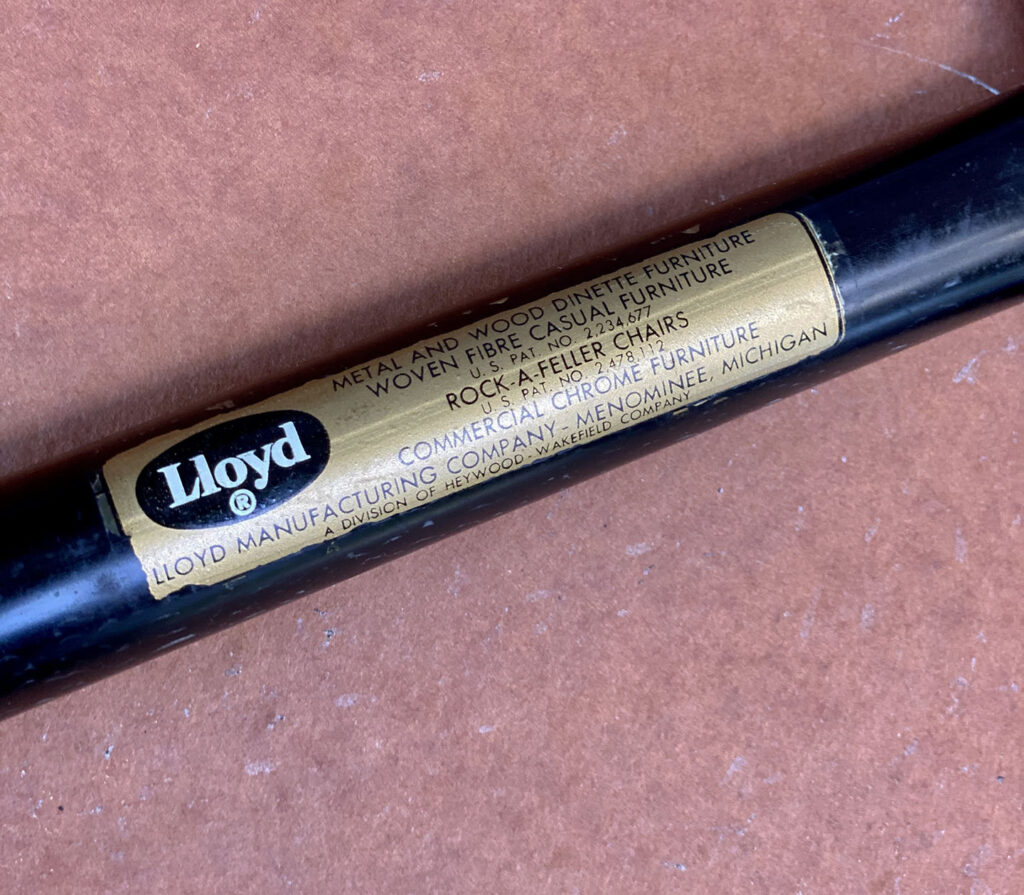 METAL AND WOOD DINETTE FURNITURE
WOVEN FIBRE CASUAL FURNITURE
U.S. PAT. NO. 2,234,677
ROCK-A-FELLER CHAIRS
U.S. PAT. NO. 2,478,112
COMMERCIAL CHROME FURNITURE
Lloyd
®
LLOYD MANUFACTURING COMPANY - MENOMINEE, MICHIGAN
A DIVISION OF HEYWOOD - WAKEFIELD COMPANY